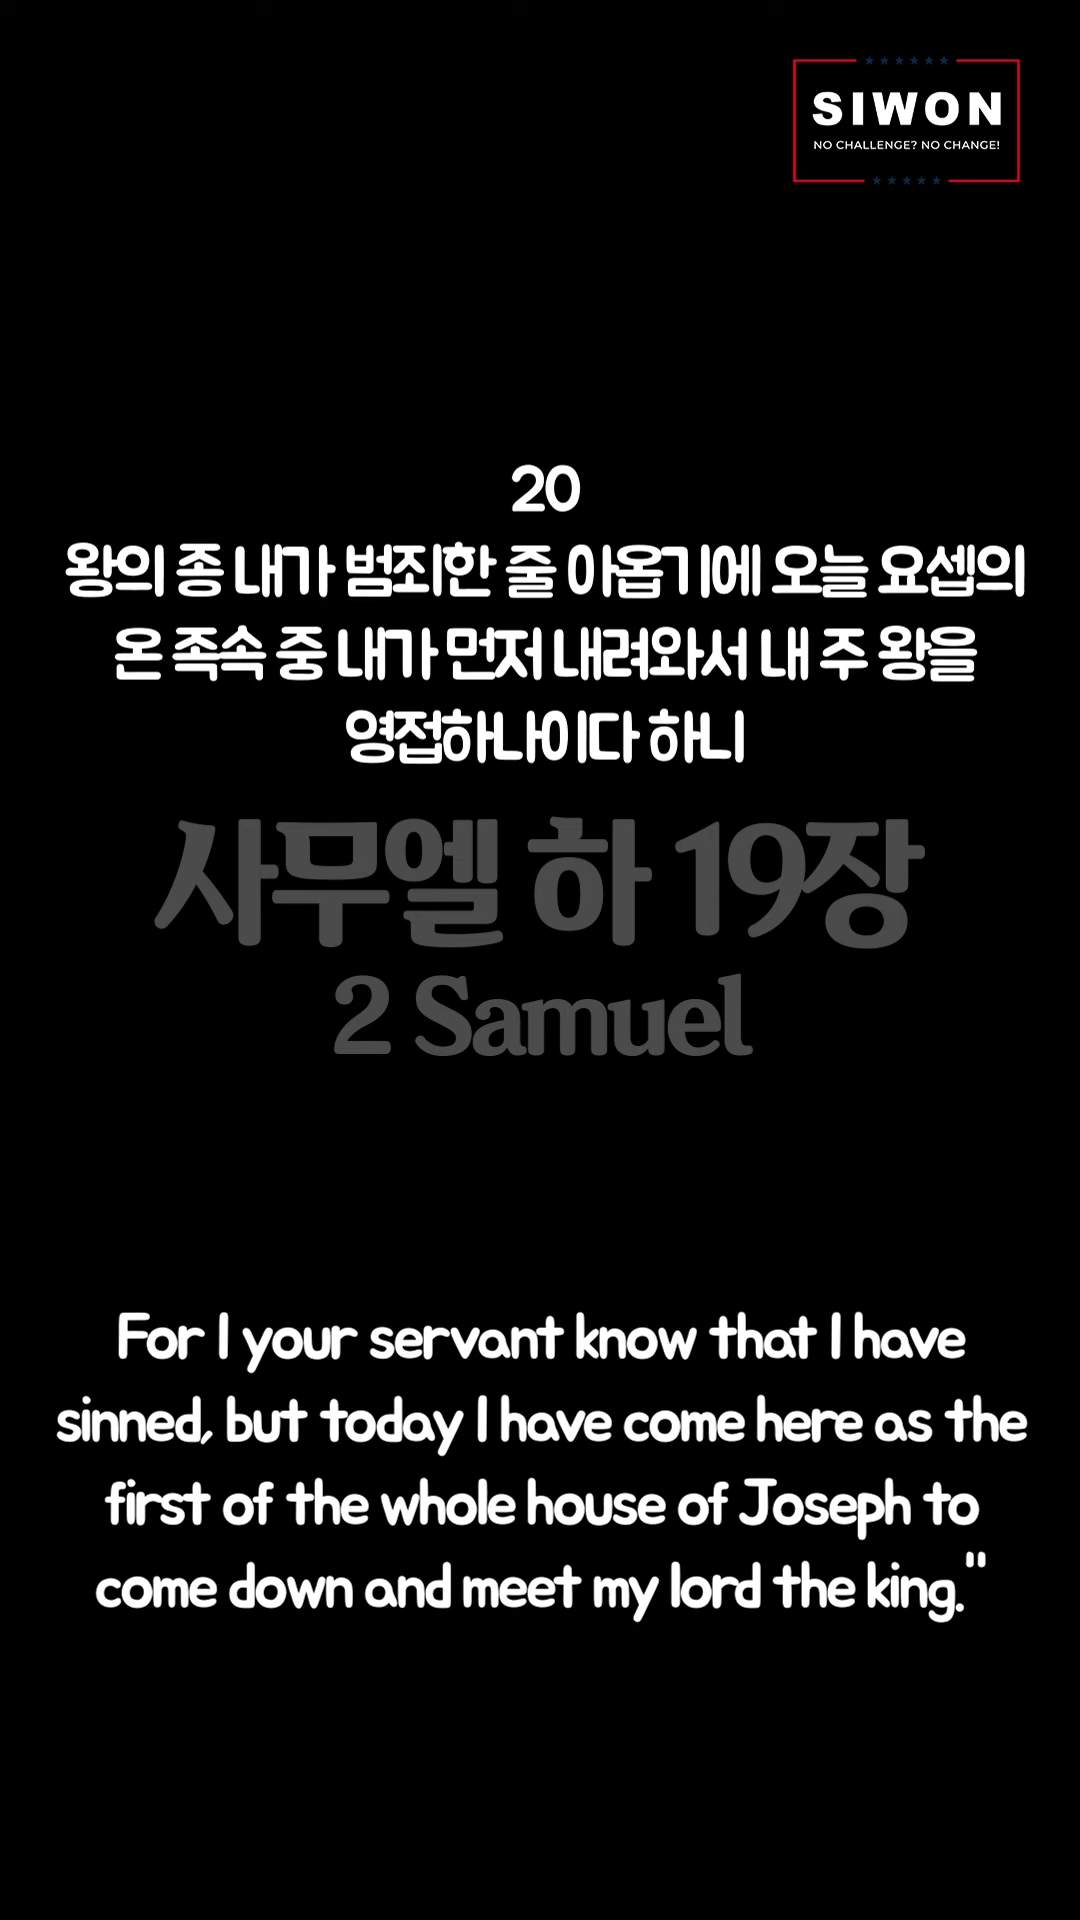 SIWON
NO CHALLENGE? NO CHANGE!
20
왕의 종 내가 범죄한 줄 아옵기에 오늘 요셉의
온 족속 중 내가 먼저 내려와서 내 주 왕을
영접하나이다 하니
사무엘 하 19장
2 Samuel
For I your servant know that I have
sinned, but today I have come here as the
first of the whole house of Joseph to
come down and meet my lord the king."